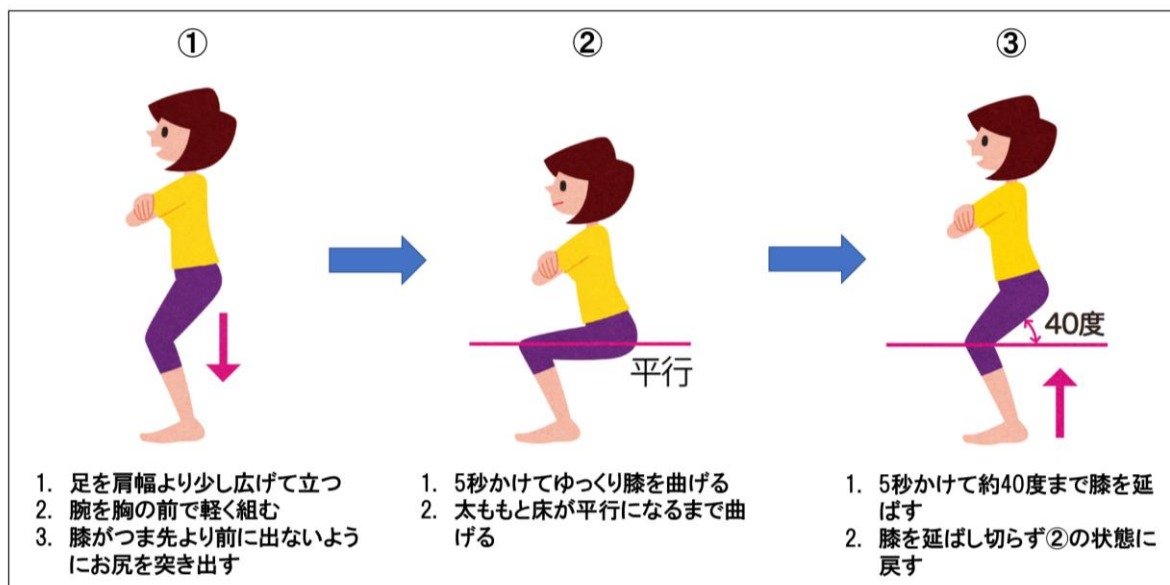 ①
②
③
40度
平行
1. 足を肩幅より少し広げて立つ
2. 腕を胸の前で軽く組む
3. 膝がつま先より前に出ないよう
にお尻を突き出す
1. 5秒かけてゆっくり膝を曲げる
2. 太ももと床が平行になるまで曲
げる
1. 5秒かけて約40度まで膝を延
ばす
2. 膝を延ばし切らず②の状態に
戻す